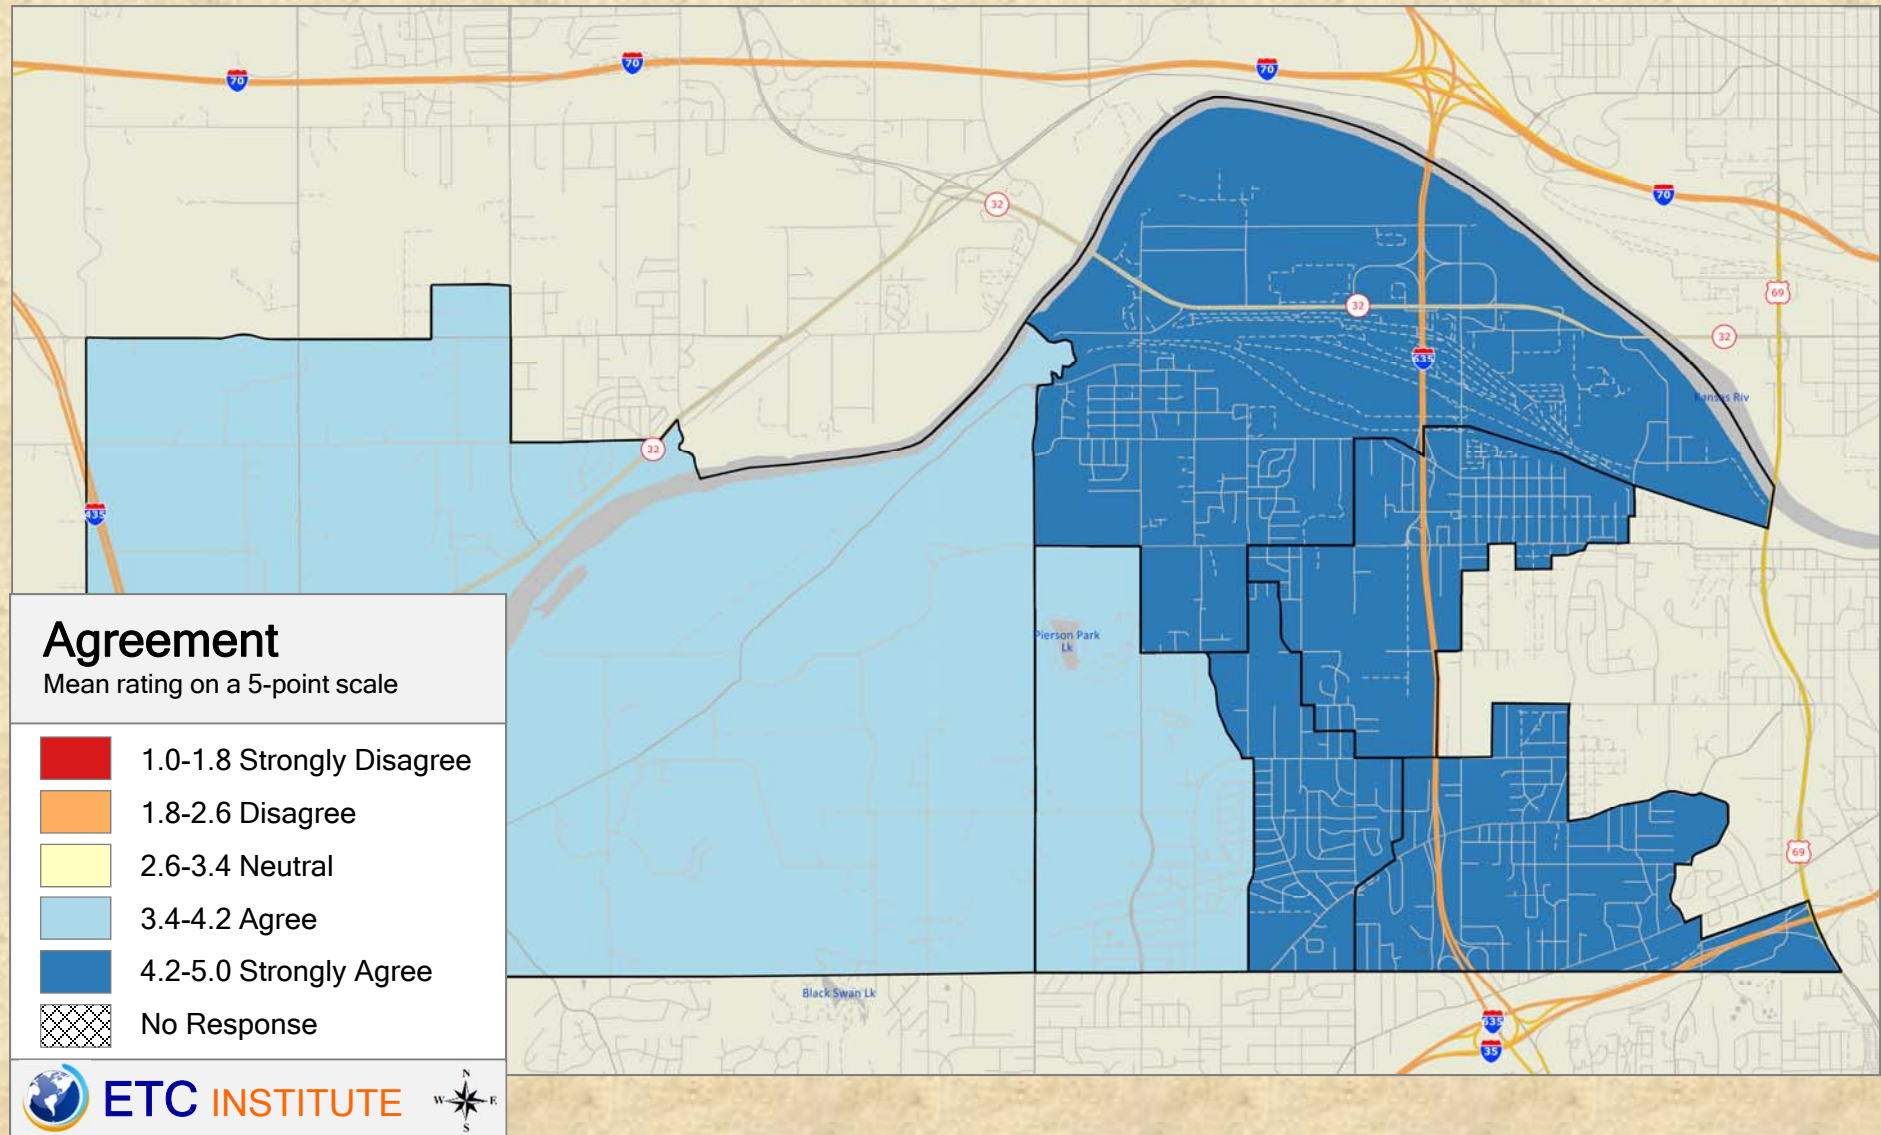 70
70
70
70
32
69
32
32
635
Kansas Riv
32
435
Pierson Park
Lk
69
Black Swan Lk
635
35
Agreement
Mean rating on a 5-point scale
1.0-1.8 Strongly Disagree
1.8-2.6 Disagree
2.6-3.4 Neutral
3.4-4.2 Agree
4.2-5.0 Strongly Agree
No Response
ETC INSTITUTE
N
W E
S